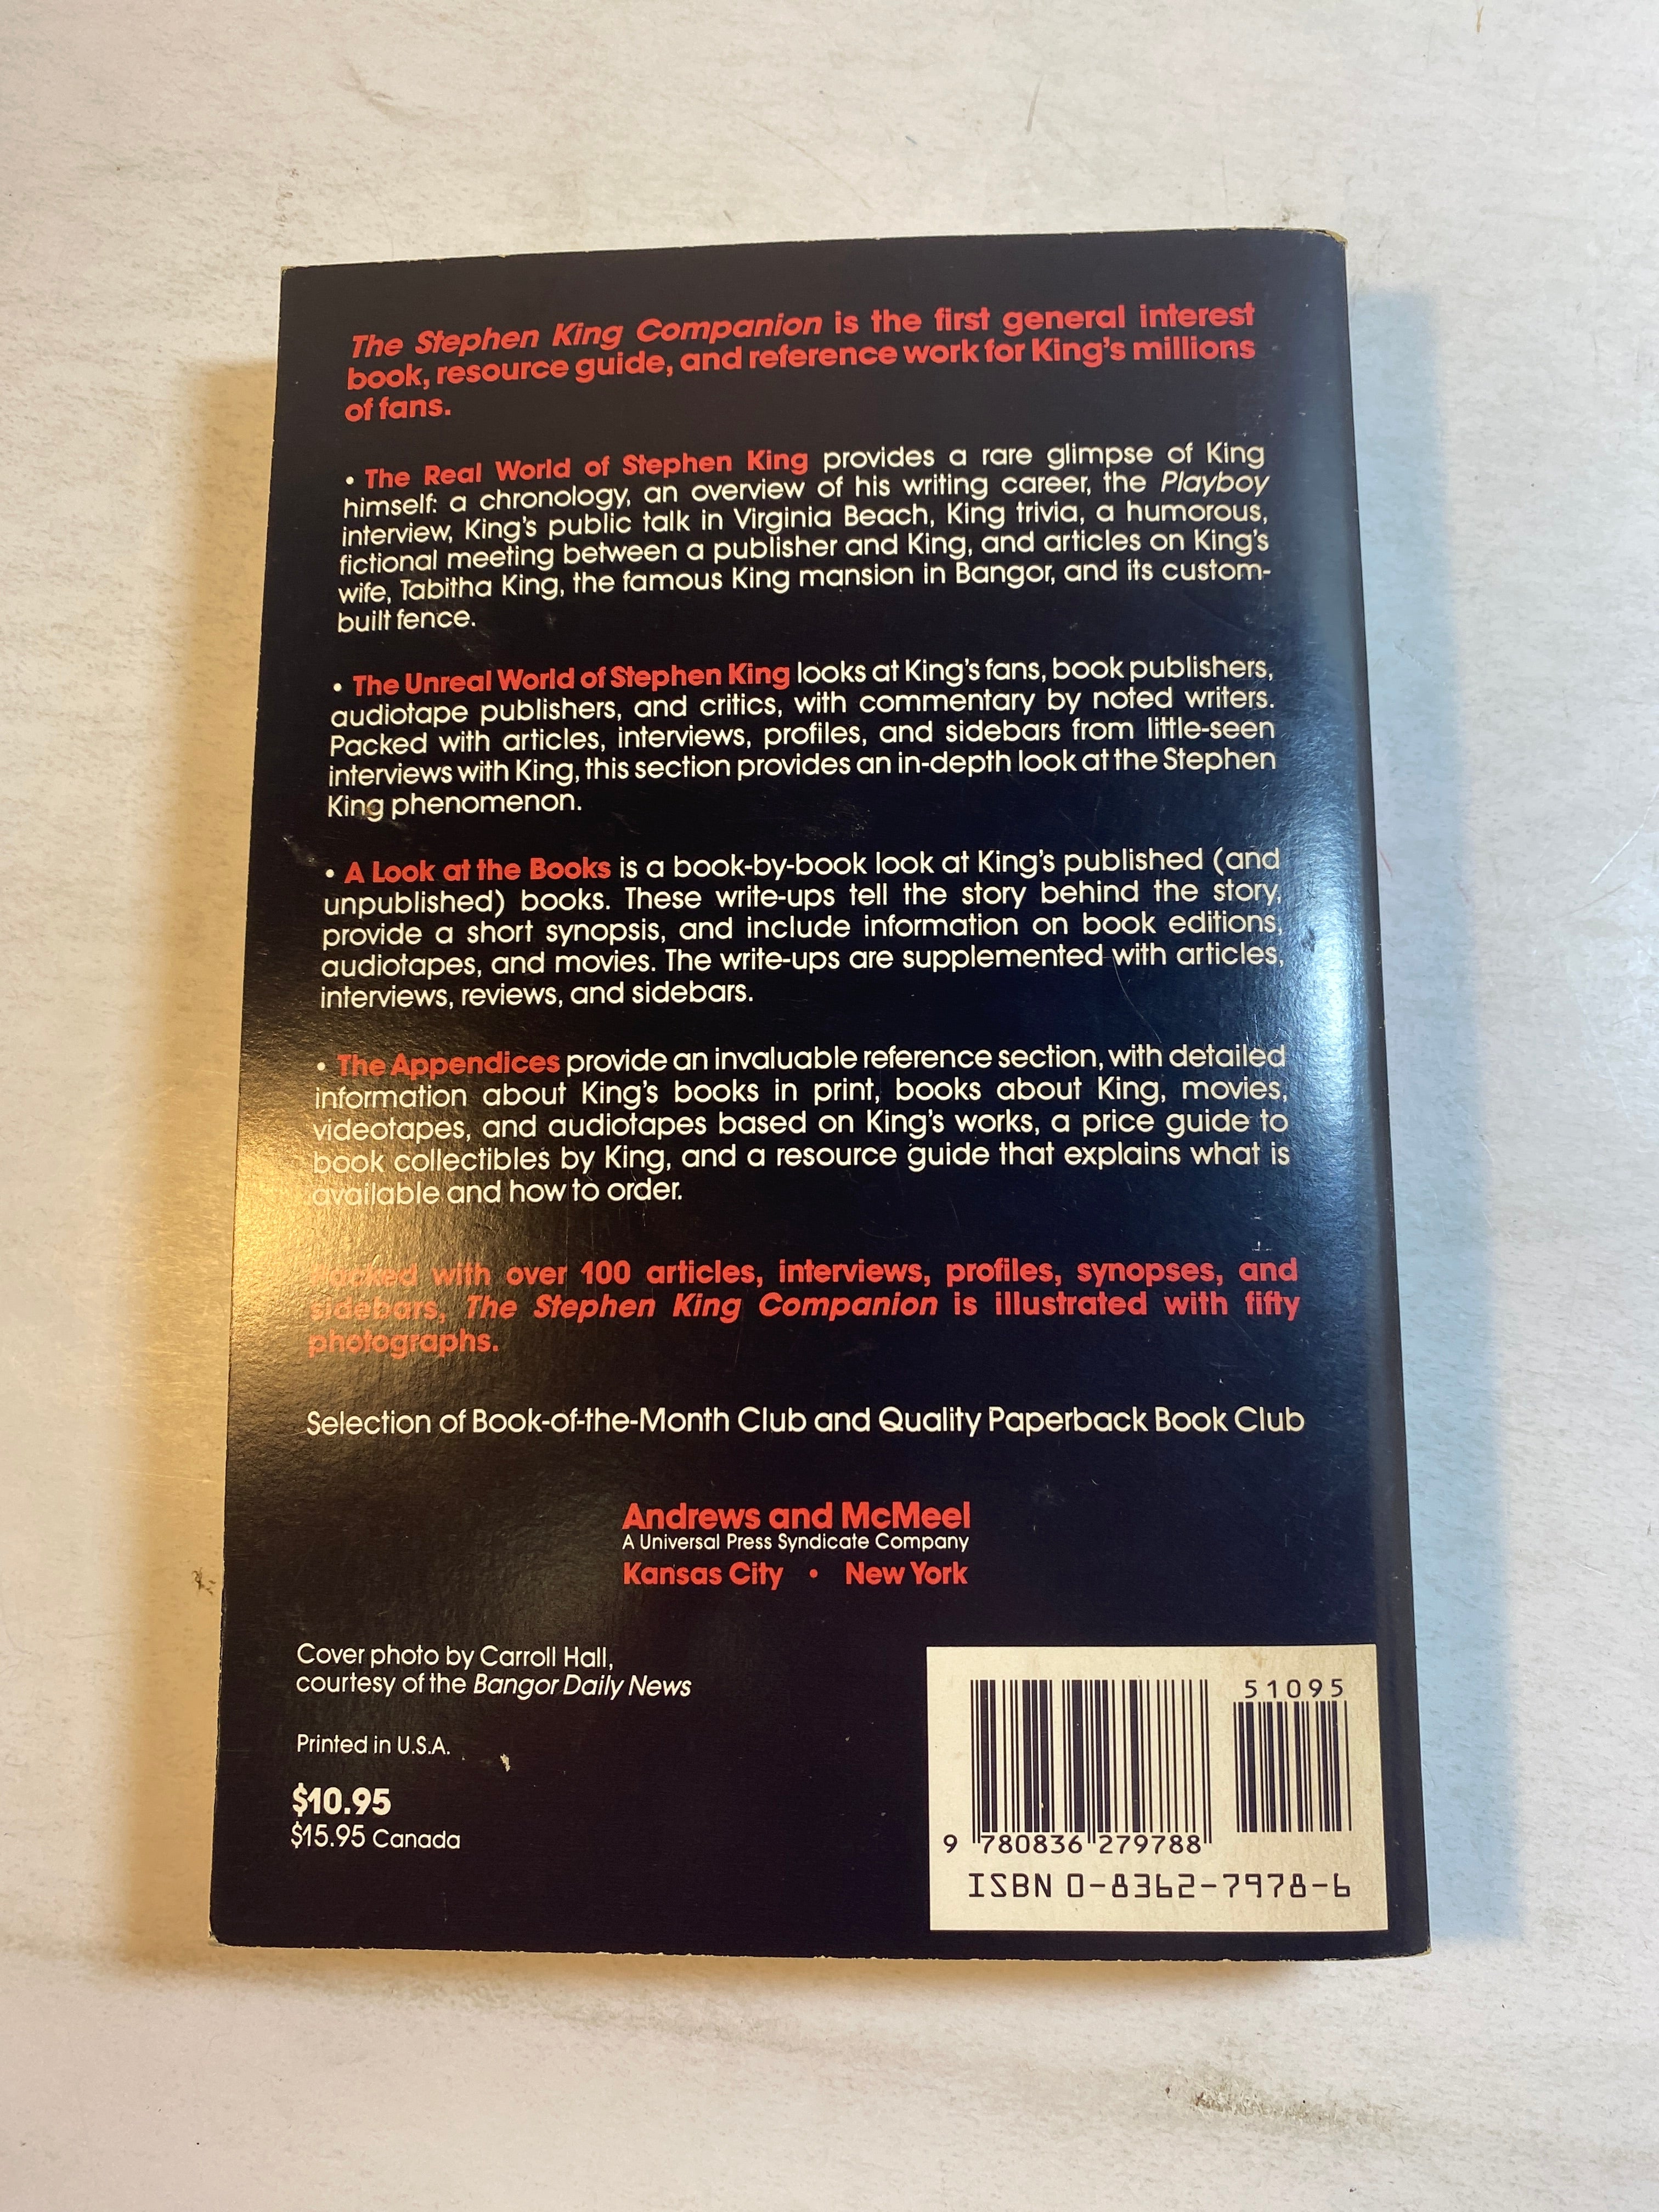 The Stephen King Companion is the first general interest
book, resource guide, and reference work for King's millions
of fans.
• The Real World of Stephen King provides a rare glimpse of King
himself: a chronology, an overview of his writing career, the Playboy
interview, King's public talk in Virginia Beach, King trivia, a humorous,
fictional meeting between a publisher and King, and articles on King's
wife, Tabitha King, the famous King mansion in Bangor, and its custom-
built fence.
• The Unreal World of Stephen King looks at King's fans, book publishers,
audiotape publishers, and critics, with commentary by noted writers.
Packed with articles, interviews, profiles, and sidebars from little-seen
interviews with King, this section provides an in-depth look at the Stephen
King phenomenon.
• A Look at the Books is a book-by-book look at King's published (and
unpublished) books. These write-ups tell the story behind the story,
provide a short synopsis, and include information on book editions,
audiotapes, and movies. The write-ups are supplemented with articles,
interviews, reviews, and sidebars.
• The Appendices provide an invaluable reference section, with detailed
information about King's books in print, books about King, movies,
videotapes, and audiotapes based on King's works, a price guide to
book collectibles by King, and a resource guide that explains what is
available and how to order.
Packed with over 100 articles, interviews, profiles, synopses, and
sidebars, The Stephen King Companion is illustrated with fifty
photographs.
Selection of Book-of-the-Month Club and Quality Paperback Book Club
Andrews and McMeel
A Universal Press Syndicate Company
Kansas City • New York
Cover photo by Carroll Hall,
courtesy of the Bangor Daily News
Printed in U.S.A.
$10.95
$15.95 Canada
51095
9 780836 279788
ISBN 0-8362-7978-6